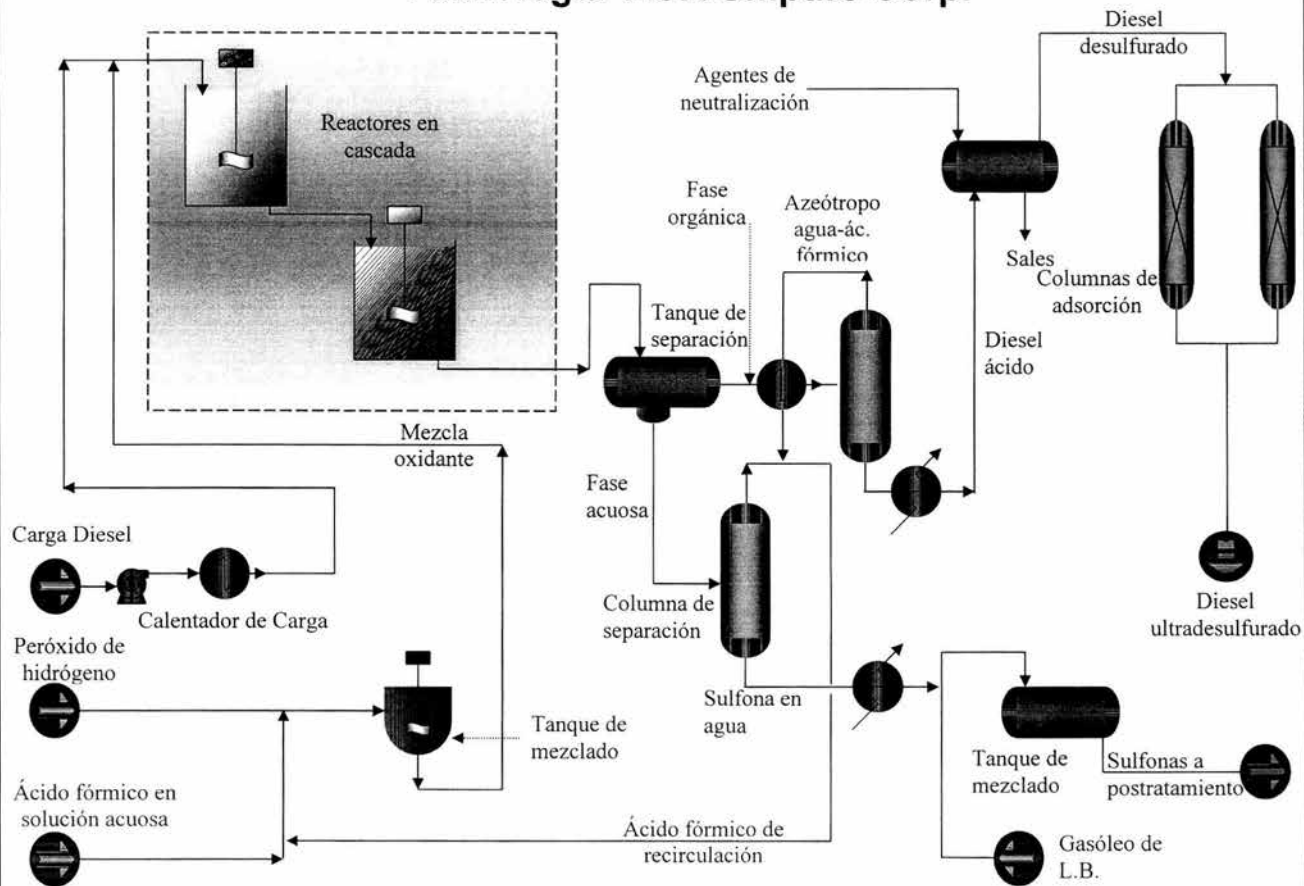 Diesel
desulfurado
Agentes de
neutralización
Reactores en
cascada
Fase
orgánica
Azeótropo
agua-ác.
fórmico
Sales
Columnas de
adsorción
Tanque de
separación
Diesel
ácido
Mezcla
oxidante
Fase
acuosa
Carga Diesel
Calentador de Carga
Columna de
separación
Diesel
ultradesulfurado
Peróxido de
hidrógeno
Sulfona en
agua
Tanque de
mezclado
Tanque de
mezclado
Sulfonas a
postratamiento
Ácido fórmico en
solución acuosa
Ácido fórmico de
recirculación
Gasóleo de
L.B.